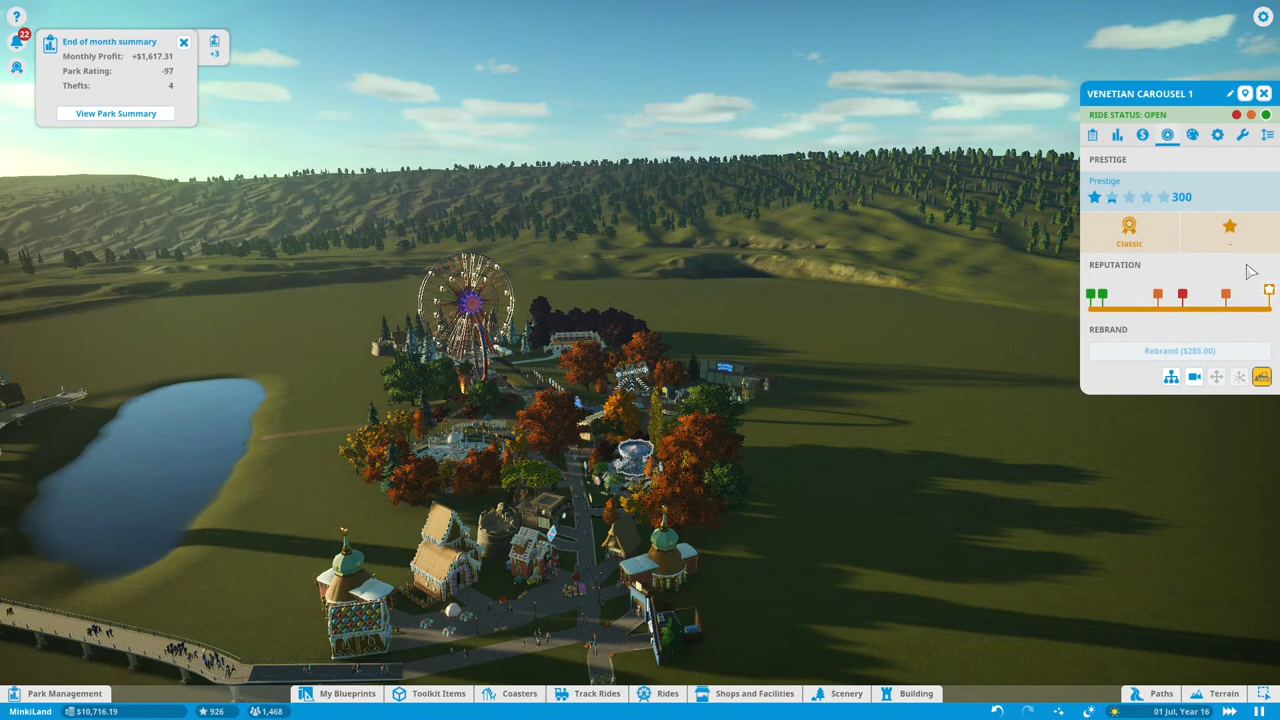 ?
22
End of month summary
Monthly Profit: +$1,617.31
Park Rating: -97
Thefts: 4
View Park Summary
+3
VENETIAN CAROUSEL 1
RIDE STATUS: OPEN
PRESTIGE
Prestige
300
Classic
-
REPUTATION
REBRAND
Rebrand ($285.00)
Park Management
My Blueprints
Toolkit Items
Coasters
Track Rides
Rides
Shops and Facilities
Scenery
Building
Paths
Terrain
MinkiLand
$10,716.19
926
1,468
01 Jul, Year 16